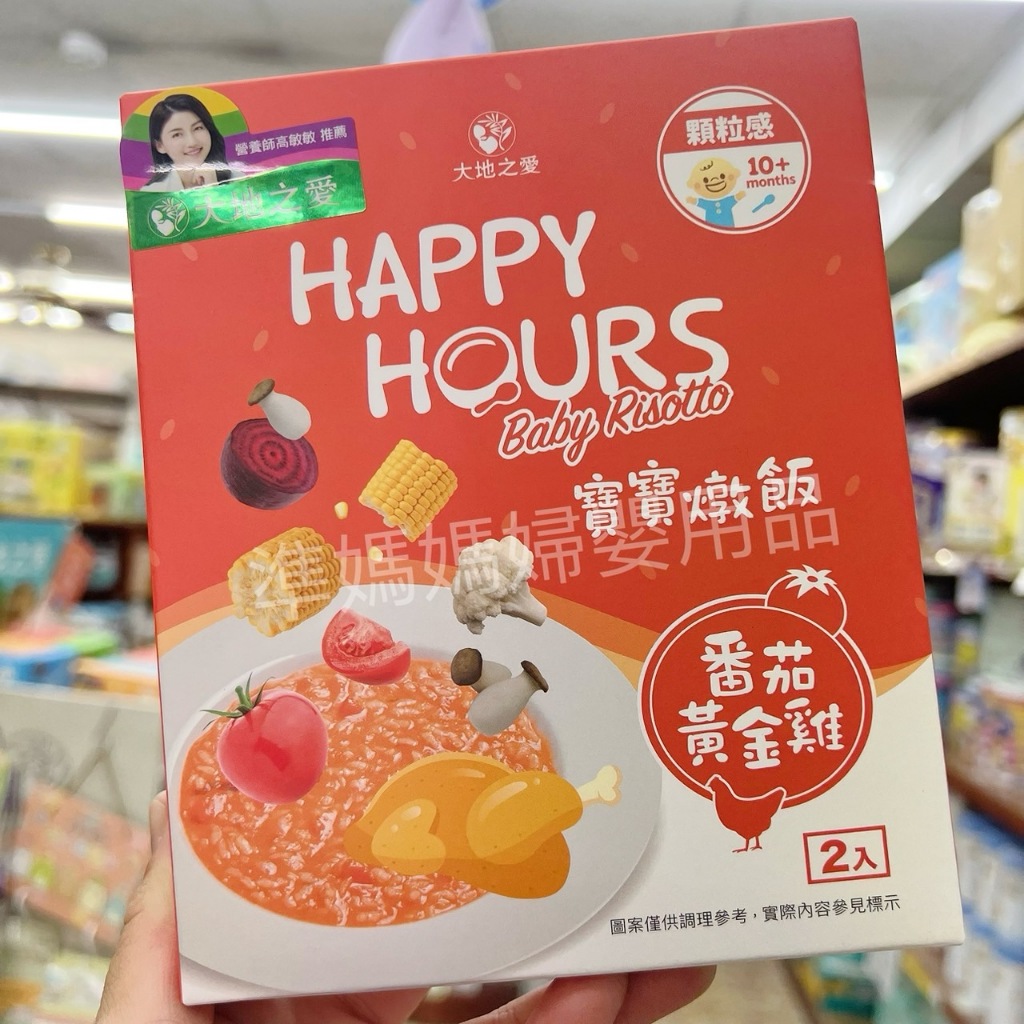 營養師高敏敏 推薦
大地之愛
大地之愛
顆粒感
10+
months
HAPPY
HOURS
Baby Risotto
寶寶燉飯
準媽媽婦嬰用品
番茄
黃金雞
2入
圖案僅供調理參考，實際內容參見標示